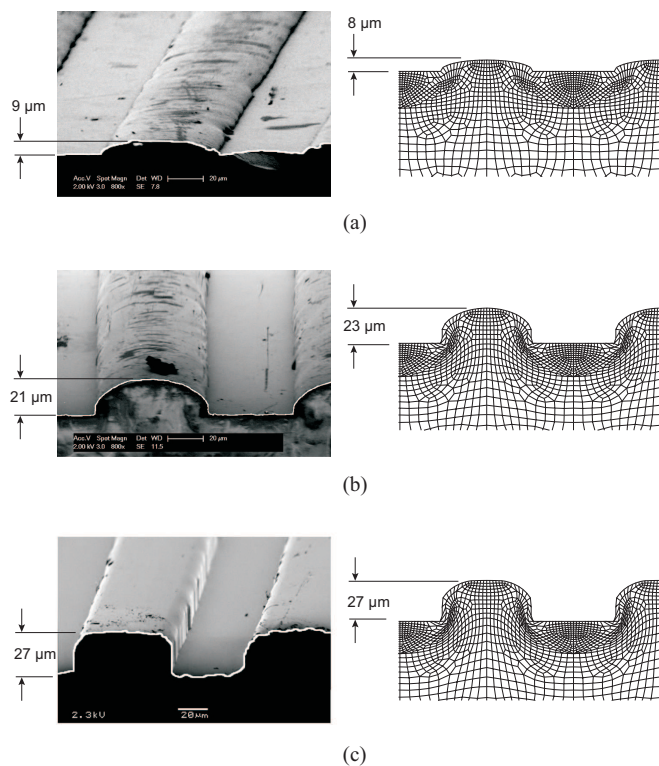 8 µm
9 µm
Acc.V Spot Magn Det WD 20 µm
2.00 kV 3.0 800x SE 7.8
(a)
23 µm
21 µm
Acc.V Spot Magn Det WD 20 µm
2.00 kV 3.0 800x SE 11.5
(b)
27 µm
27 µm
2.3kV 20µm
(c)